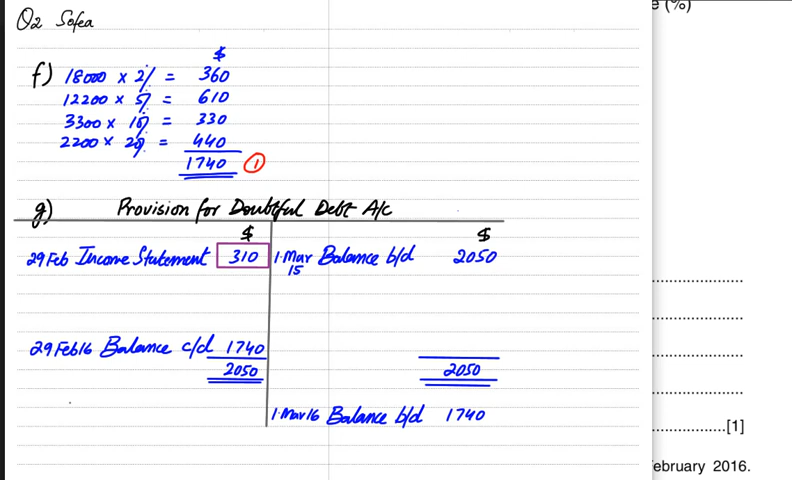 Q2 Sofea
e (%)
$
f) 18000 × 2% = 360
12200 × 5% = 610
3300 × 10% = 330
2200 × 20% = 440
1740 1
g) Provision for Doubtful Debt A/c
$ $
29 Feb Income Statement 310 1 Mar 15 Balance b/d 2050
29 Feb 16 Balance c/d 1740
2050 2050
1 Mar 16 Balance b/d 1740
[1]
ebruary 2016.